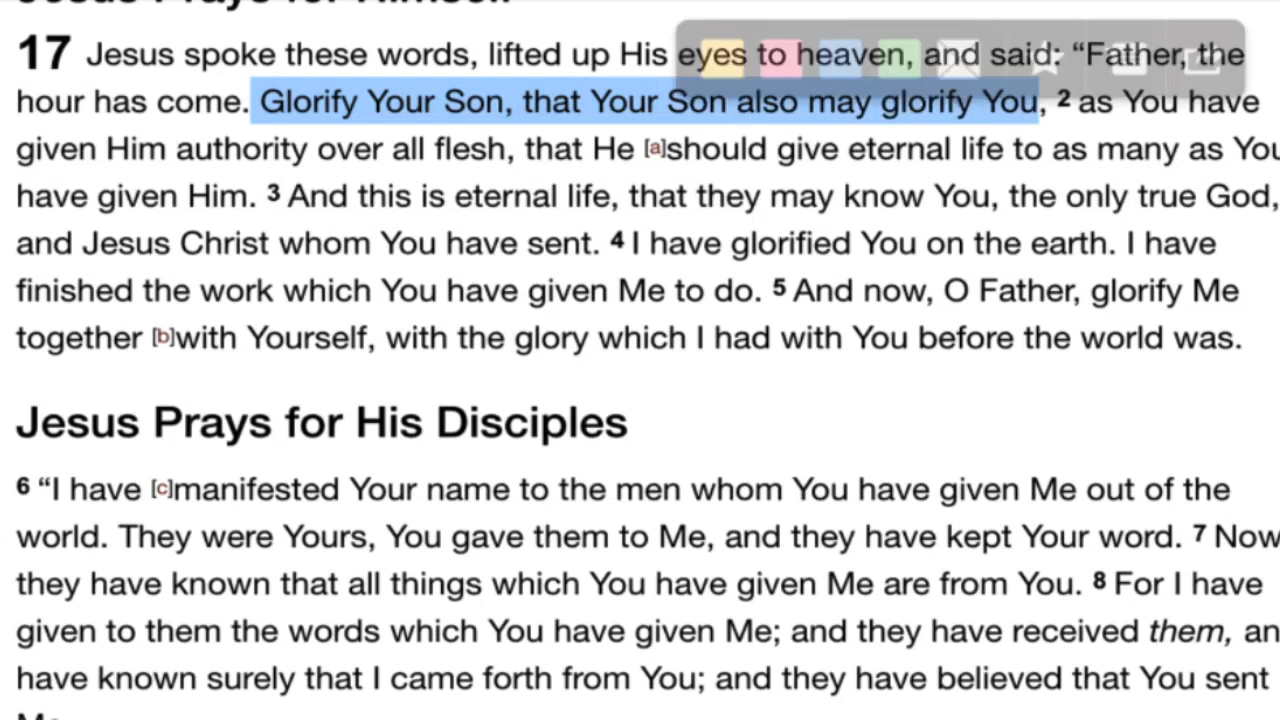 Jesus Prays for Himself
17 Jesus spoke these words, lifted up His eyes to heaven, and said: “Father, the
hour has come. Glorify Your Son, that Your Son also may glorify You, 2 as You have
given Him authority over all flesh, that He [a]should give eternal life to as many as You
have given Him. 3 And this is eternal life, that they may know You, the only true God,
and Jesus Christ whom You have sent. 4 I have glorified You on the earth. I have
finished the work which You have given Me to do. 5 And now, O Father, glorify Me
together [b]with Yourself, with the glory which I had with You before the world was.
Jesus Prays for His Disciples
6 “I have [c]manifested Your name to the men whom You have given Me out of the
world. They were Yours, You gave them to Me, and they have kept Your word. 7 Now
they have known that all things which You have given Me are from You. 8 For I have
given to them the words which You have given Me; and they have received them, an
have known surely that I came forth from You; and they have believed that You sent
Me